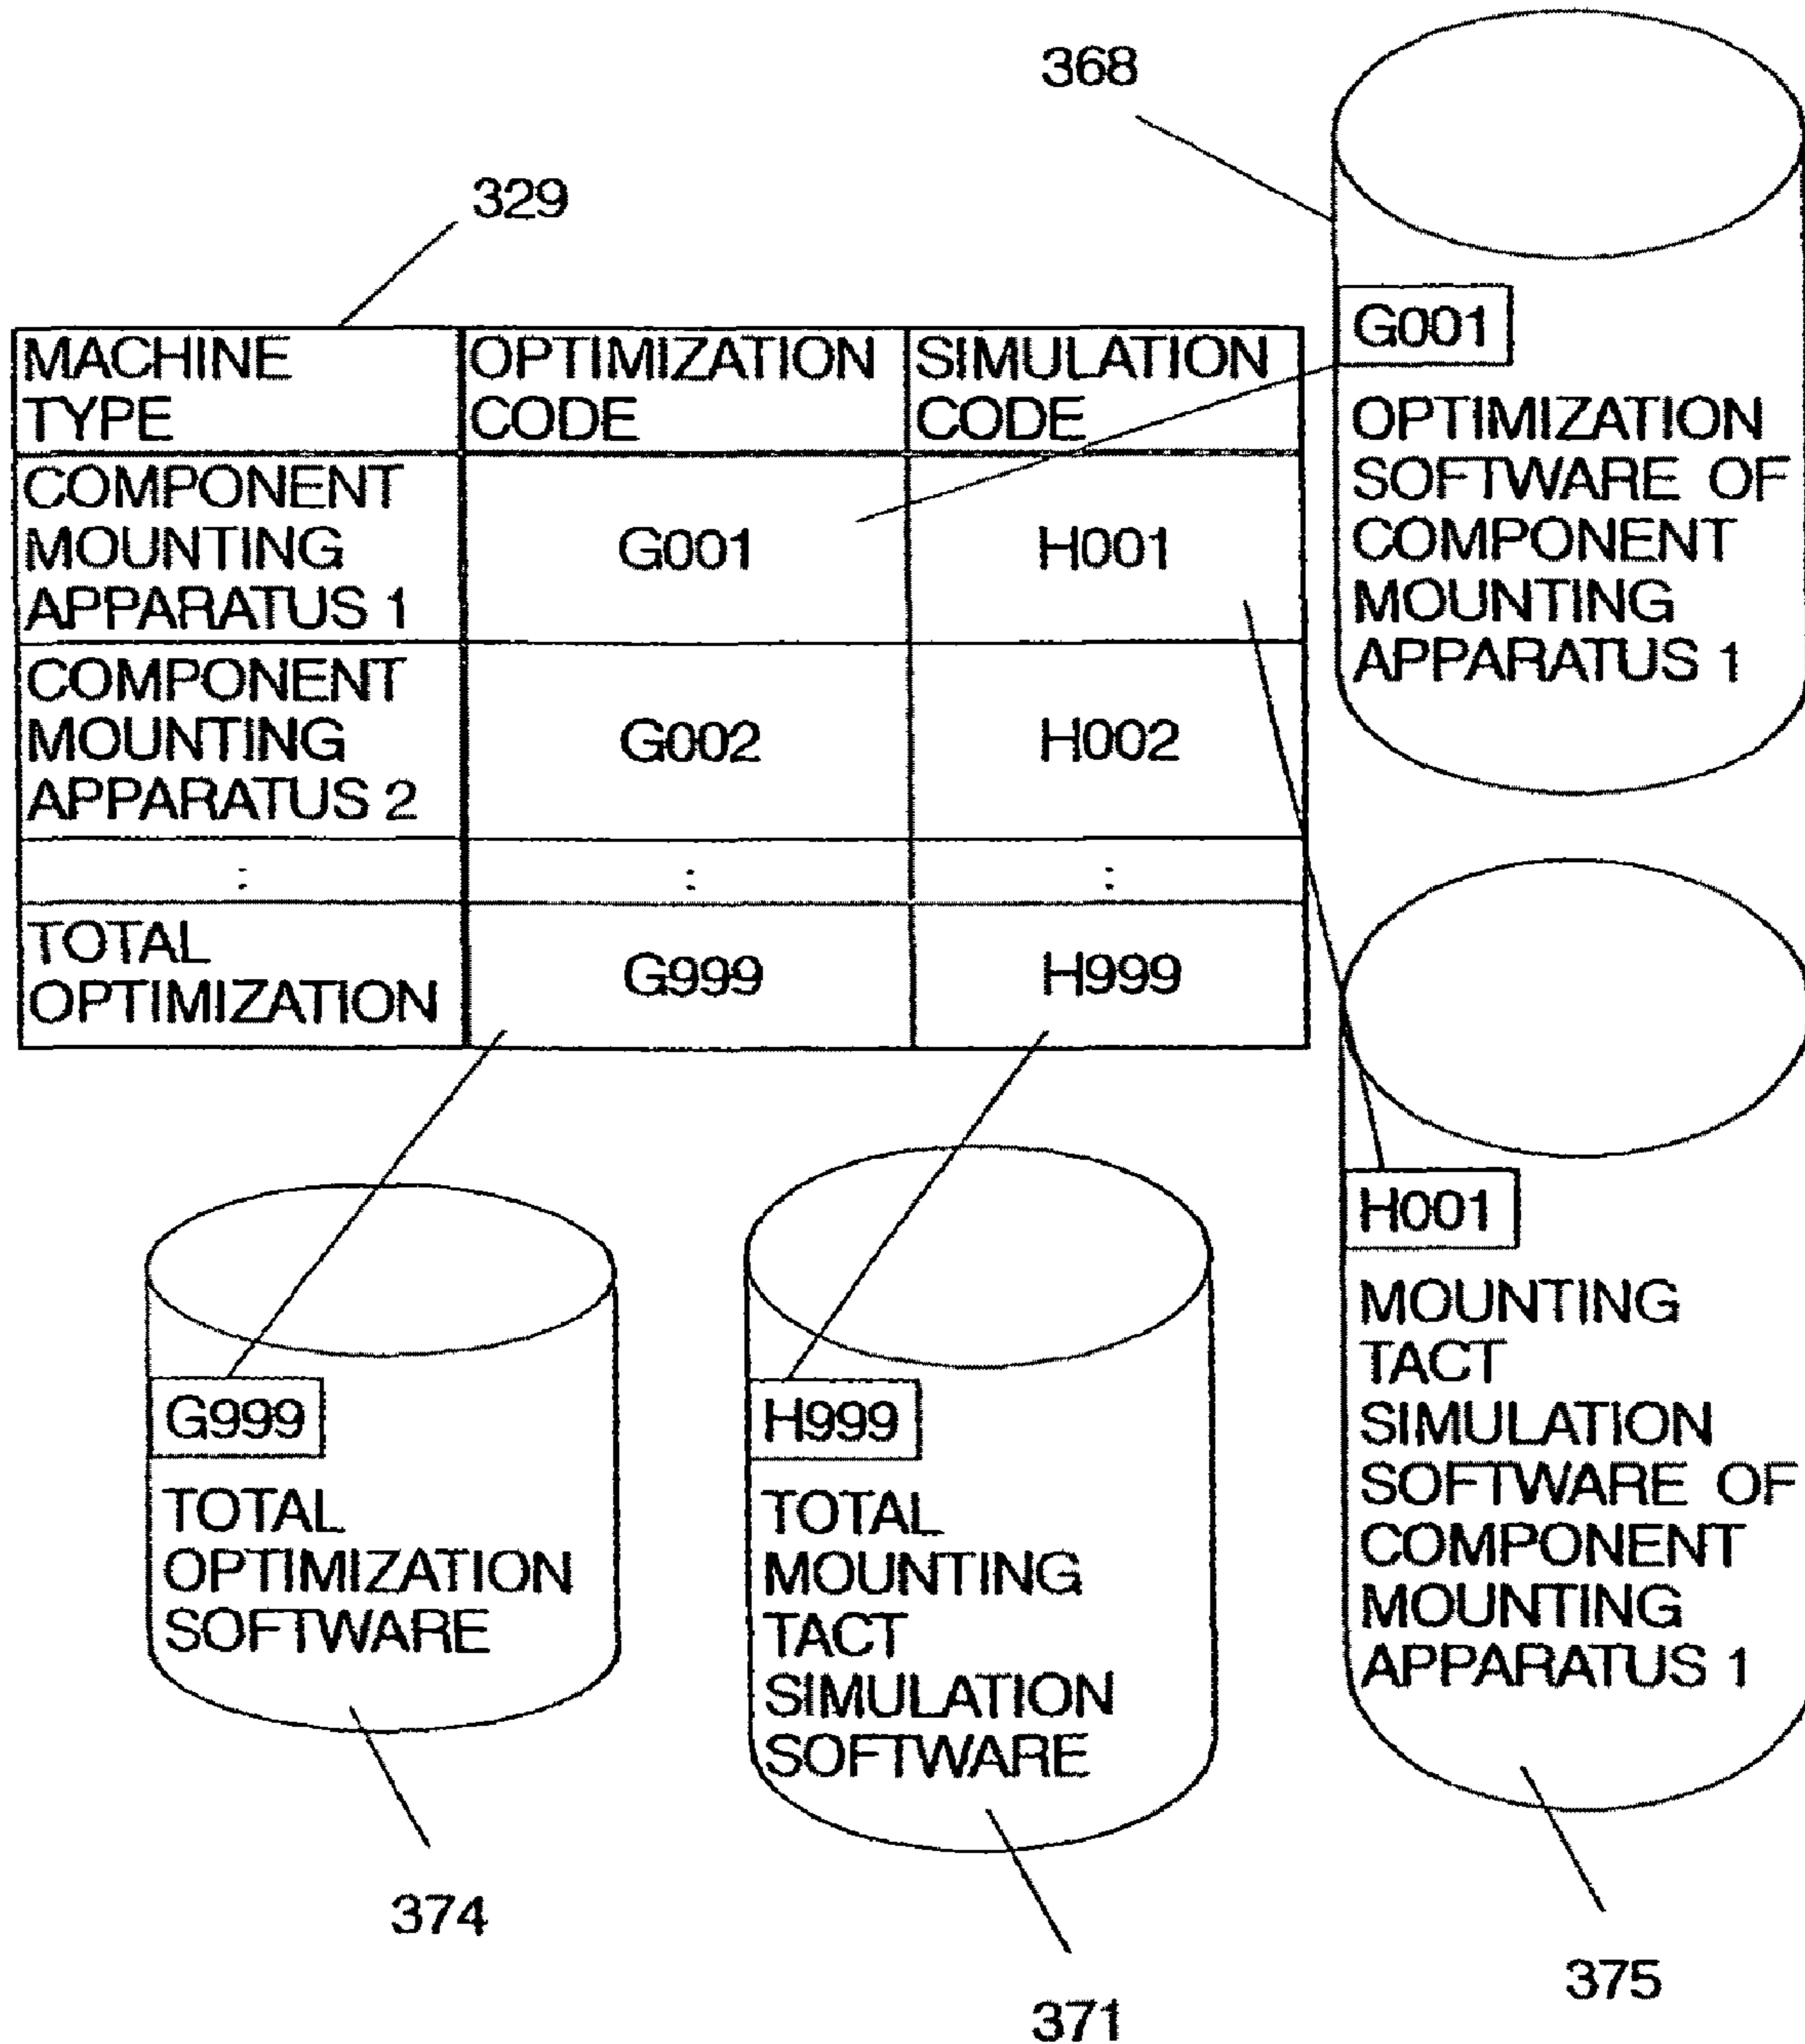 368
329
MACHINE
TYPE
OPTIMIZATION
CODE
SIMULATION
CODE
COMPONENT
MOUNTING
APPARATUS 1
G001
H001
COMPONENT
MOUNTING
APPARATUS 2
G002
H002
:
:
:
TOTAL
OPTIMIZATION
G999
H999
G001
OPTIMIZATION
SOFTWARE OF
COMPONENT
MOUNTING
APPARATUS 1
G999
TOTAL
OPTIMIZATION
SOFTWARE
374
H999
TOTAL
MOUNTING
TACT
SIMULATION
SOFTWARE
371
H001
MOUNTING
TACT
SIMULATION
SOFTWARE OF
COMPONENT
MOUNTING
APPARATUS 1
375